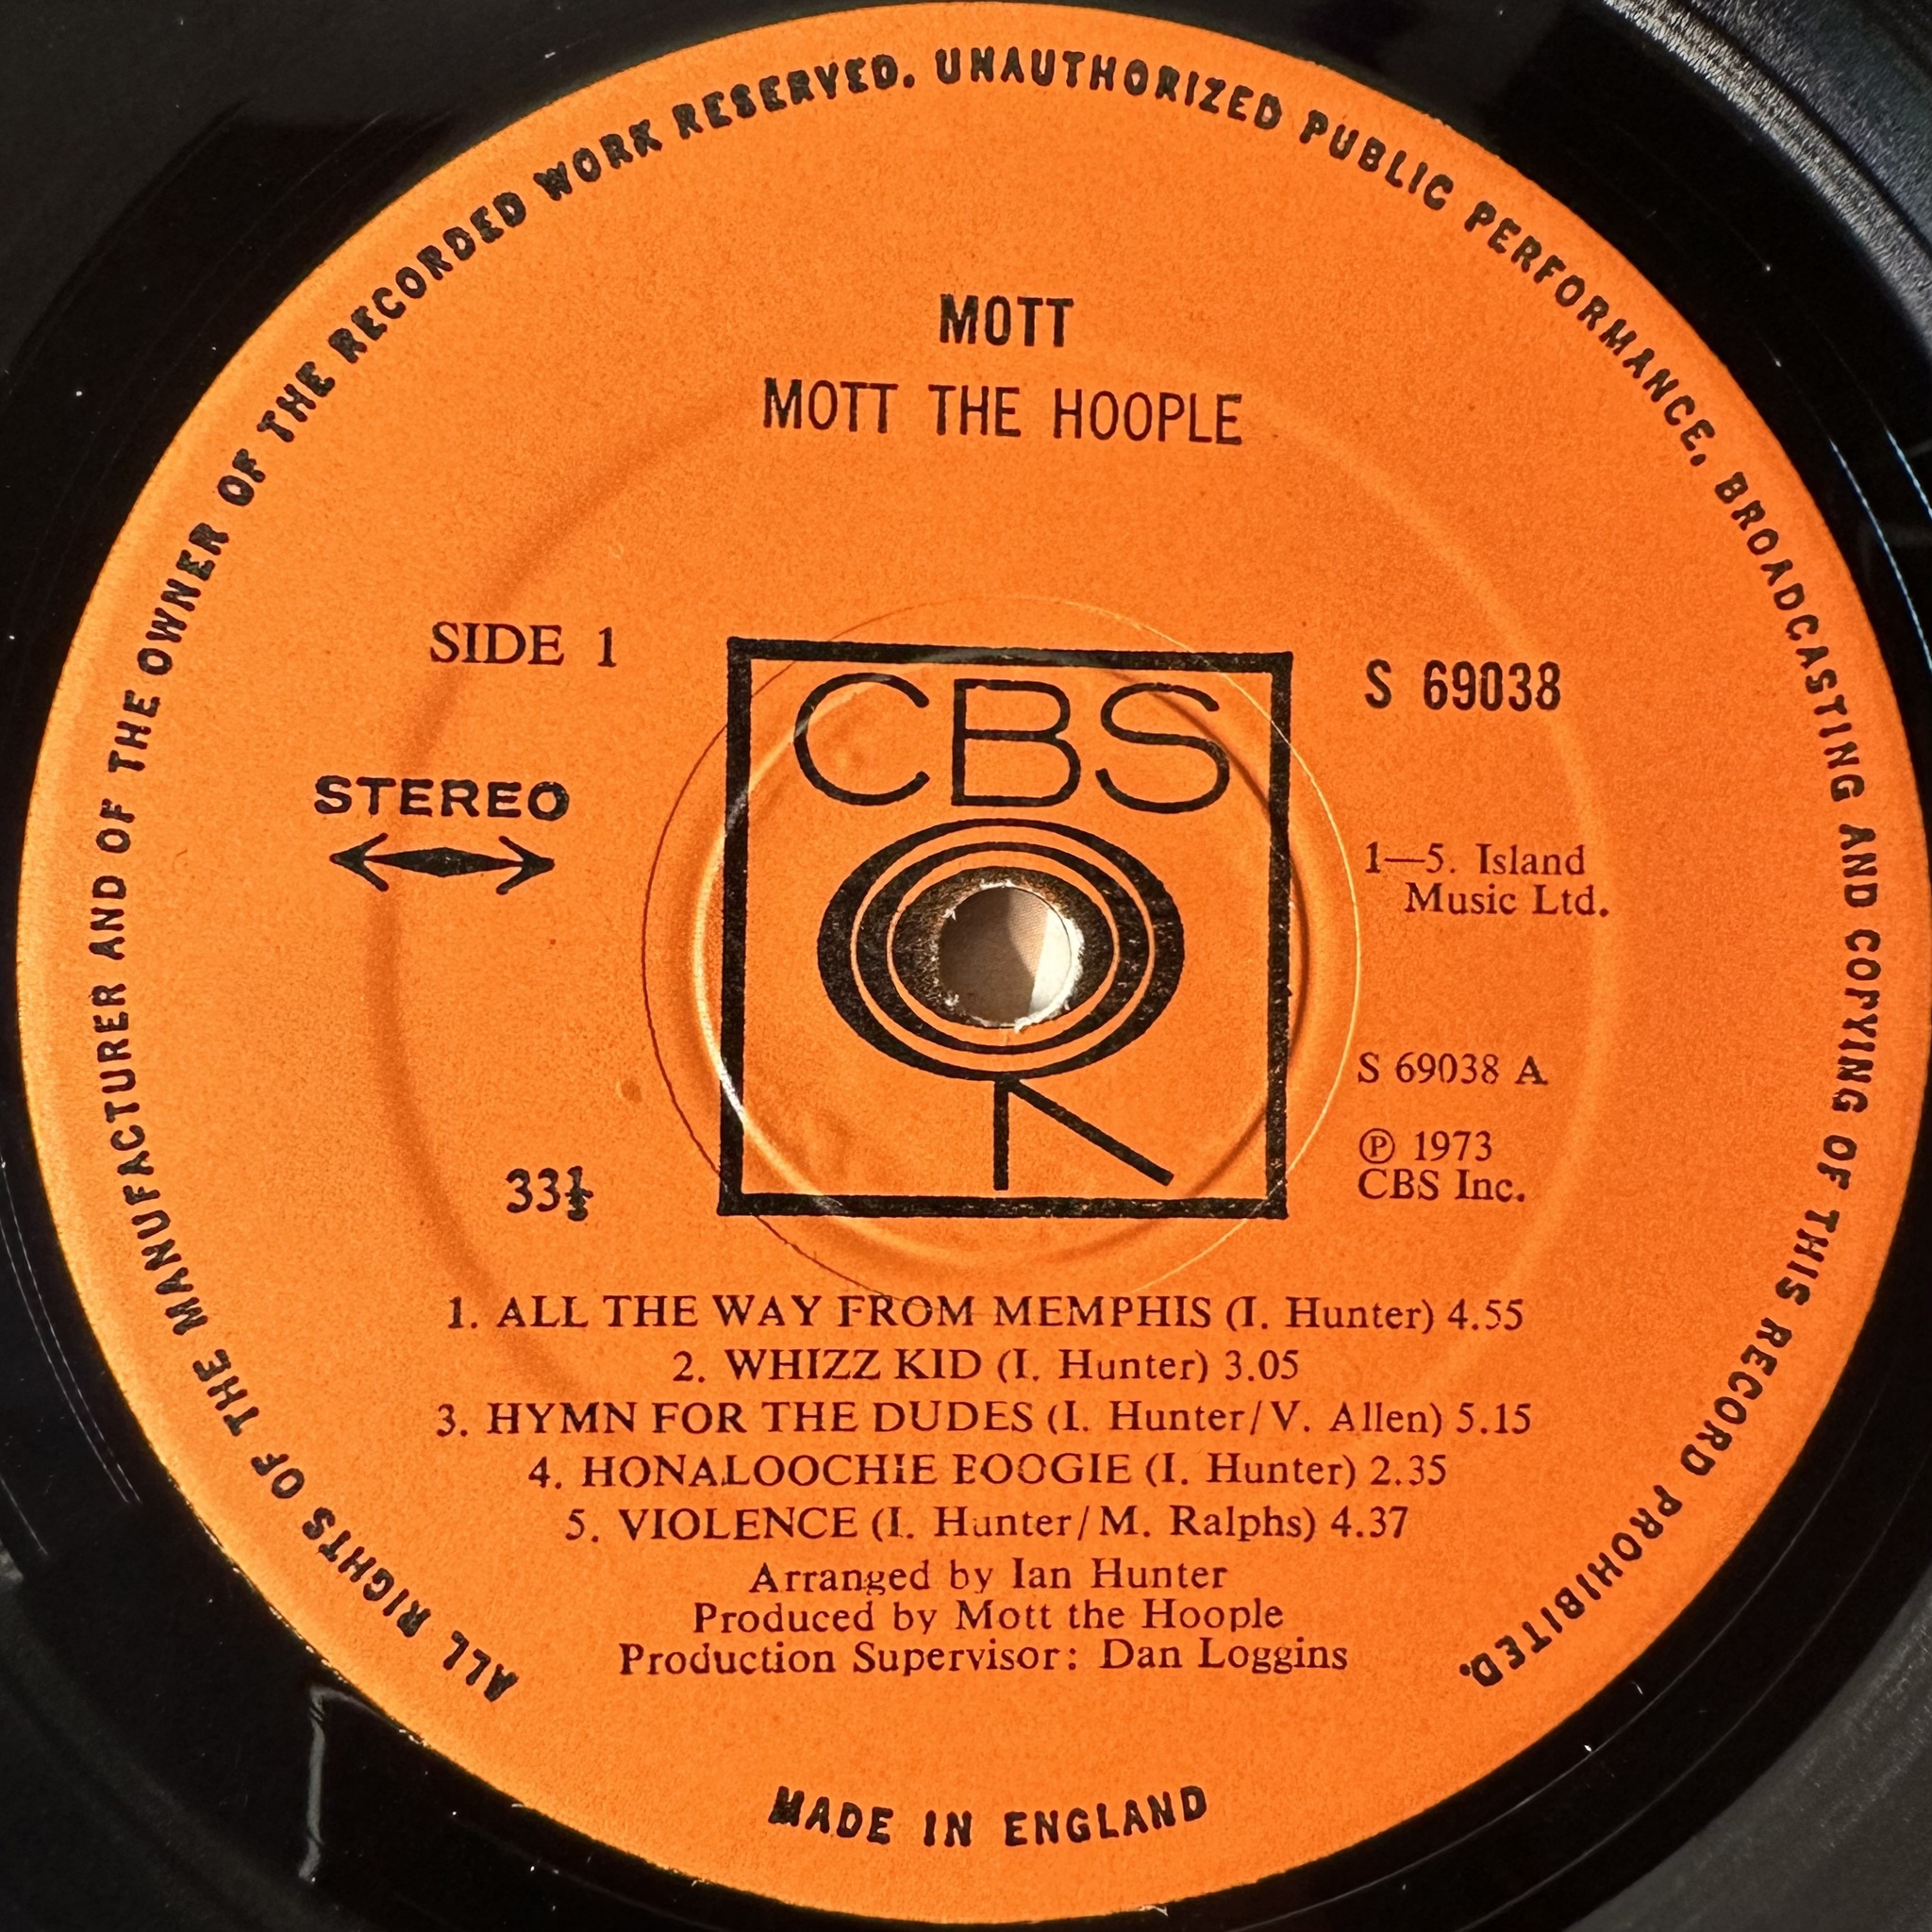 ALL RIGHTS OF THE MANUFACTURER AND OF THE OWNER OF THE RECORDED WORK RESERVED. UNAUTHORIZED PUBLIC PERFORMANCE, BROADCASTING AND COPYING OF THIS RECORD PROHIBITED.
MOTT
MOTT THE HOOPLE
SIDE 1
STEREO
33⅓
CBS
S 69038
1—5. Island
Music Ltd.
S 69038 A
℗ 1973
CBS Inc.
1. ALL THE WAY FROM MEMPHIS (I. Hunter) 4.55
2. WHIZZ KID (I. Hunter) 3.05
3. HYMN FOR THE DUDES (I. Hunter/V. Allen) 5.15
4. HONALOOCHIE BOOGIE (I. Hunter) 2.35
5. VIOLENCE (I. Hunter/M. Ralphs) 4.37
Arranged by Ian Hunter
Produced by Mott the Hoople
Production Supervisor: Dan Loggins
MADE IN ENGLAND